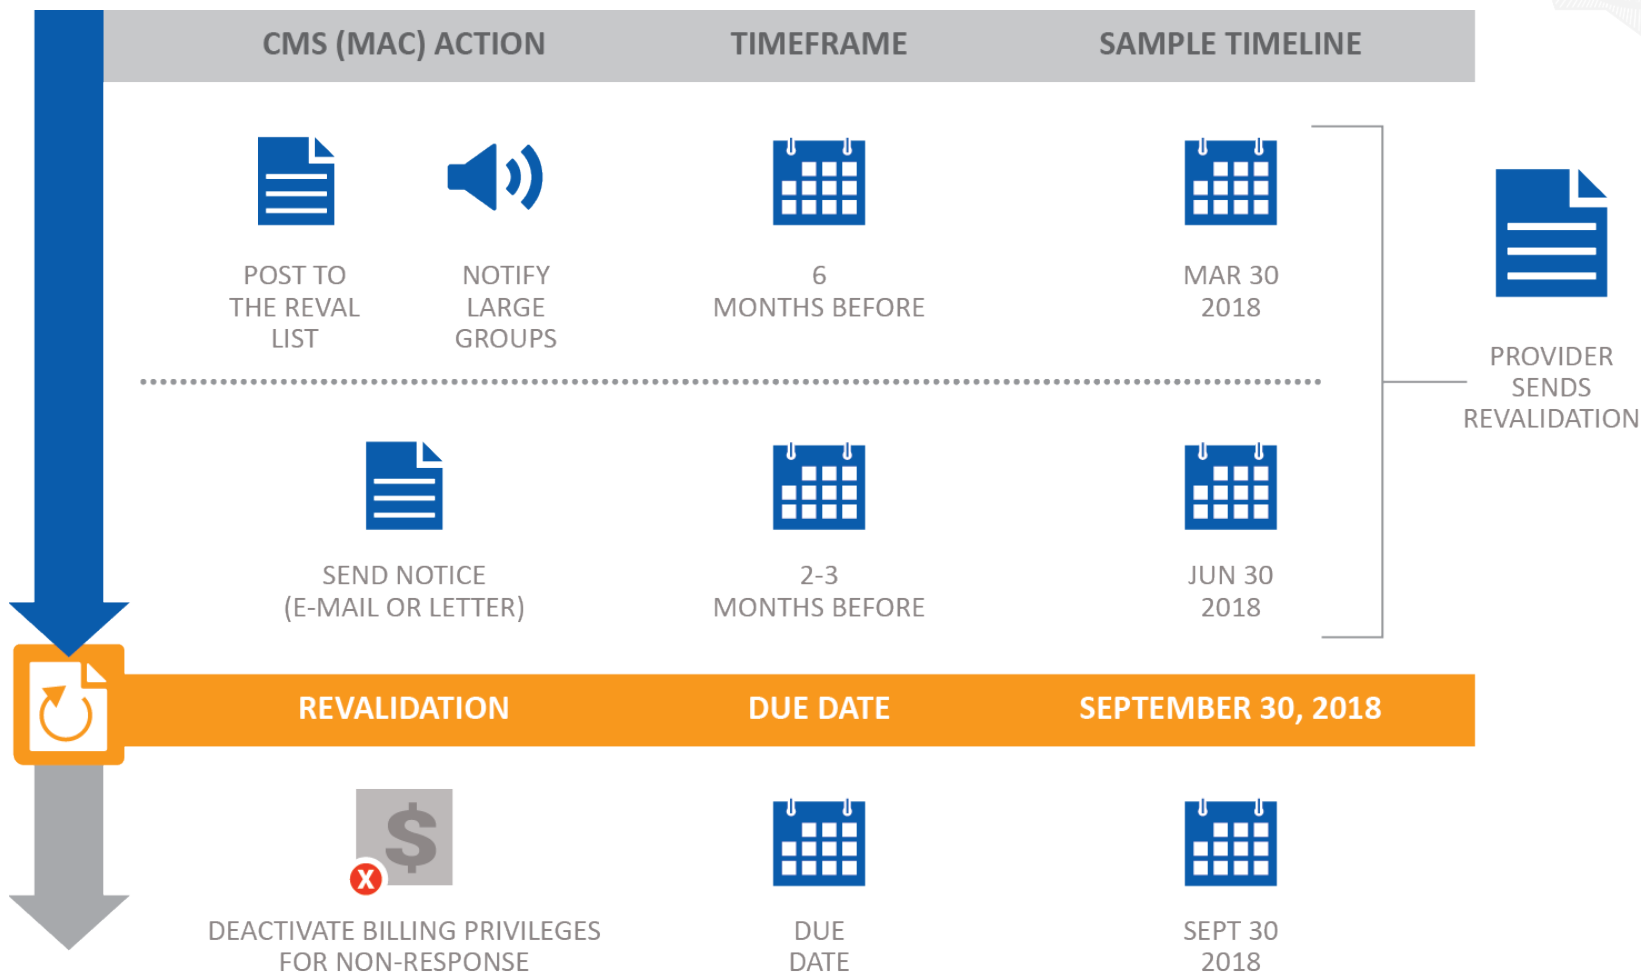 CMS (MAC) ACTION
TIMEFRAME
SAMPLE TIMELINE
POST TO
THE REVAL
LIST
NOTIFY
LARGE
GROUPS
6
MONTHS BEFORE
MAR 30
2018
PROVIDER
SENDS
REVALIDATION
SEND NOTICE
(E-MAIL OR LETTER)
2-3
MONTHS BEFORE
JUN 30
2018
REVALIDATION
DUE DATE
SEPTEMBER 30, 2018
$
X
DEACTIVATE BILLING PRIVILEGES
FOR NON-RESPONSE
DUE
DATE
SEPT 30
2018